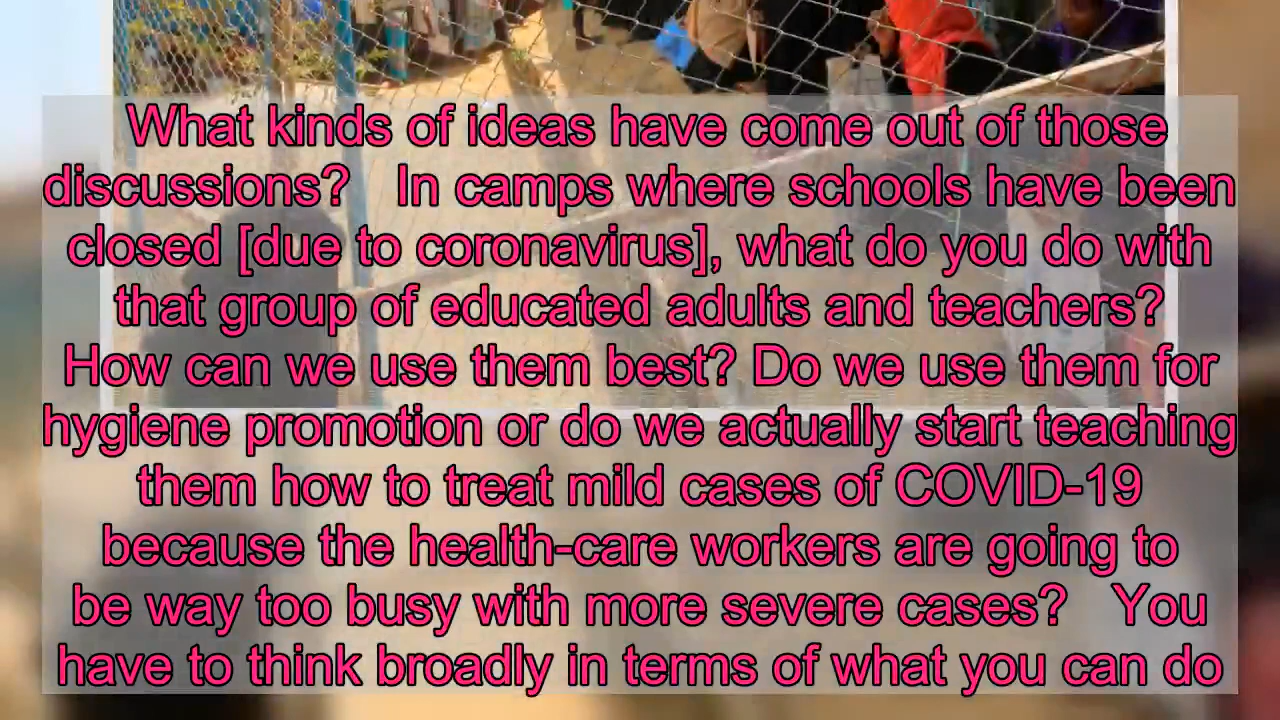 What kinds of ideas have come out of those
discussions?   In camps where schools have been
closed [due to coronavirus], what do you do with
that group of educated adults and teachers?
How can we use them best? Do we use them for
hygiene promotion or do we actually start teaching
them how to treat mild cases of COVID-19
because the health-care workers are going to
be way too busy with more severe cases?   You
have to think broadly in terms of what you can do